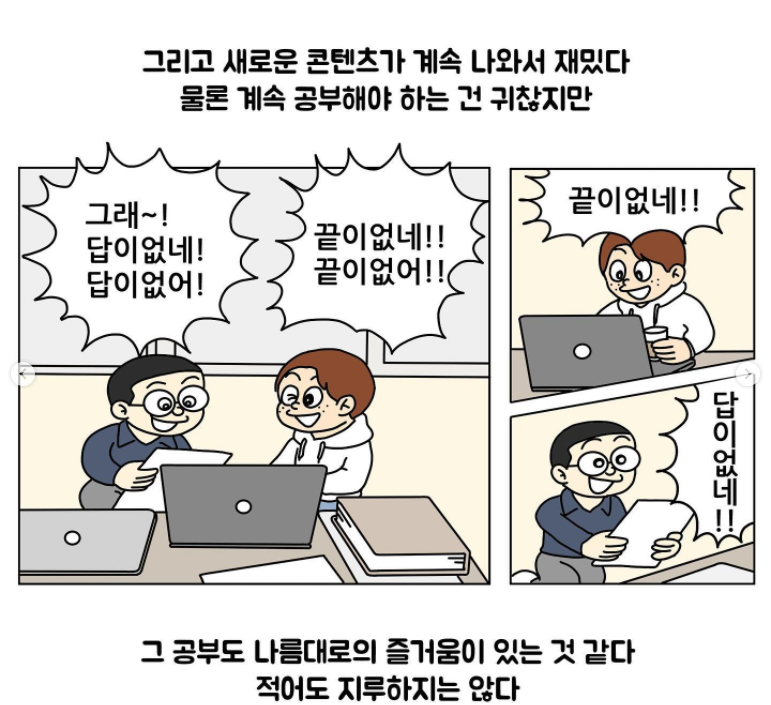 그리고 새로운 콘텐츠가 계속 나와서 재밌다
물론 계속 공부해야 하는 건 귀찮지만
그래~!
답이없네!
답이없어!
끝이없네!!
끝이없어!!
끝이없네!!
답이없네!!
그 공부도 나름대로의 즐거움이 있는 것 같다
적어도 지루하지는 않다